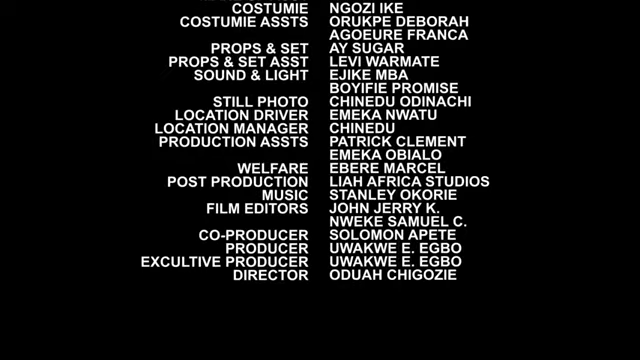 COSTUMIE NGOZI IKE
COSTUMIE ASSTS ORUKPE DEBORAH
AGOEURE FRANCA
PROPS & SET AY SUGAR
PROPS & SET ASST LEVI WARMATE
SOUND & LIGHT EJIKE MBA
BOYIFIE PROMISE
STILL PHOTO CHINEDU ODINACHI
LOCATION DRIVER EMEKA NWATU
LOCATION MANAGER CHINEDU
PRODUCTION ASSTS PATRICK CLEMENT
EMEKA OBIALO
WELFARE EBERE MARCEL
POST PRODUCTION LIAH AFRICA STUDIOS
MUSIC STANLEY OKORIE
FILM EDITORS JOHN JERRY K.
NWEKE SAMUEL C.
CO-PRODUCER SOLOMON APETE
PRODUCER UWAKWE E. EGBO
EXCULTIVE PRODUCER UWAKWE E. EGBO
DIRECTOR ODUAH CHIGOZIE